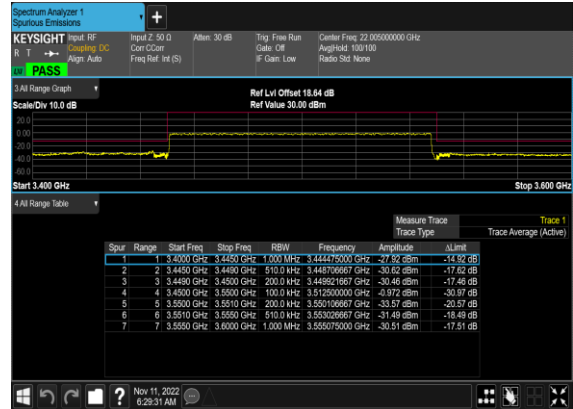 Spectrum Analyzer 1
Spurious Emissions
KEYSIGHT Input: RF Input Z: 50 Ω Atten: 30 dB Trig: Free Run Center Freq: 22.005000000 GHz
R T Coupling: DC Corr CCorr Gate: Off Avg|Hold: 100/100
Align: Auto Freq Ref: Int (S) IF Gain: Low Radio Std: None
PASS
3 All Range Graph
Ref Lvl Offset 18.64 dB
Scale/Div 10.0 dB Ref Value 30.00 dBm
20.0
0.00
-20.0
-40.0
-60.0
Start 3.400 GHz Stop 3.600 GHz
4 All Range Table
Measure Trace Trace 1
Trace Type Trace Average (Active)
Spur Range Start Freq Stop Freq RBW Frequency Amplitude ΔLimit
1 1 3.4000 GHz 3.4450 GHz 1.000 MHz 3.444475000 GHz -27.92 dBm -14.92 dB
2 2 3.4450 GHz 3.4490 GHz 510.0 kHz 3.448706667 GHz -30.62 dBm -17.62 dB
3 3 3.4490 GHz 3.4500 GHz 200.0 kHz 3.449921667 GHz -30.46 dBm -17.46 dB
4 4 3.4500 GHz 3.5500 GHz 100.0 kHz 3.512500000 GHz -0.972 dBm -30.97 dB
5 5 3.5500 GHz 3.5510 GHz 200.0 kHz 3.550106667 GHz -33.57 dBm -20.57 dB
6 6 3.5510 GHz 3.5550 GHz 510.0 kHz 3.553026667 GHz -31.49 dBm -18.49 dB
7 7 3.5550 GHz 3.6000 GHz 1.000 MHz 3.555075000 GHz -30.51 dBm -17.51 dB
Nov 11, 2022
6:29:31 AM